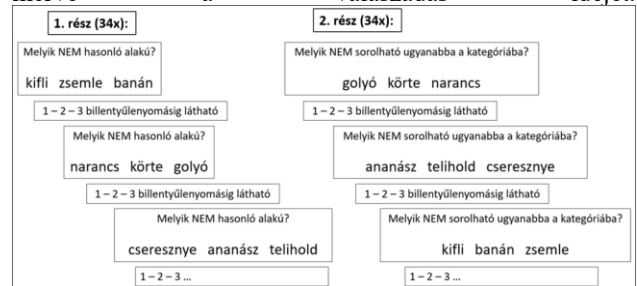 1. rész (34x):
Melyik NEM hasonló alakú?
kifli zsemle banán
1 – 2 – 3 billentyűlenyomásig látható
Melyik NEM hasonló alakú?
narancs körte golyó
1 – 2 – 3 billentyűlenyomásig látható
Melyik NEM hasonló alakú?
cseresznye ananász telihold
1 – 2 – 3 ...
2. rész (34x):
Melyik NEM sorolható ugyanabba a kategóriába?
golyó körte narancs
1 – 2 – 3 billentyűlenyomásig látható
Melyik NEM sorolható ugyanabba a kategóriába?
ananász telihold cseresznye
1 – 2 – 3 billentyűlenyomásig látható
Melyik NEM sorolható ugyanabba a kategóriába?
kifli banán zsemle
1 – 2 – 3 ...